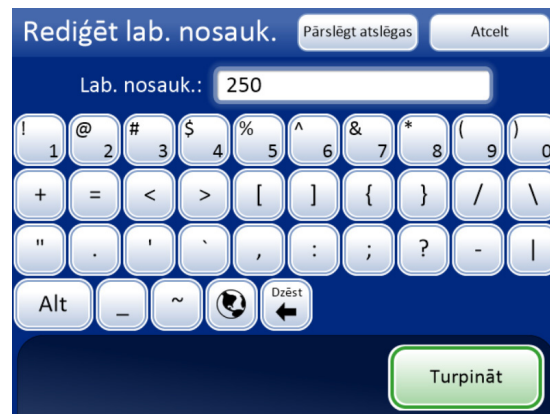 Rediģēt lab. nosauk. Pārslēgt atslēgas Atcelt
Lab. nosauk.: 250
! 1 @ 2 # 3 $ 4 % 5 ^ 6 & 7 * 8 ( 9 ) 0
+ = < > [ ] { } / \
" . ' ` , : ; ? - |
Alt _ ~ Dzēst
Turpināt